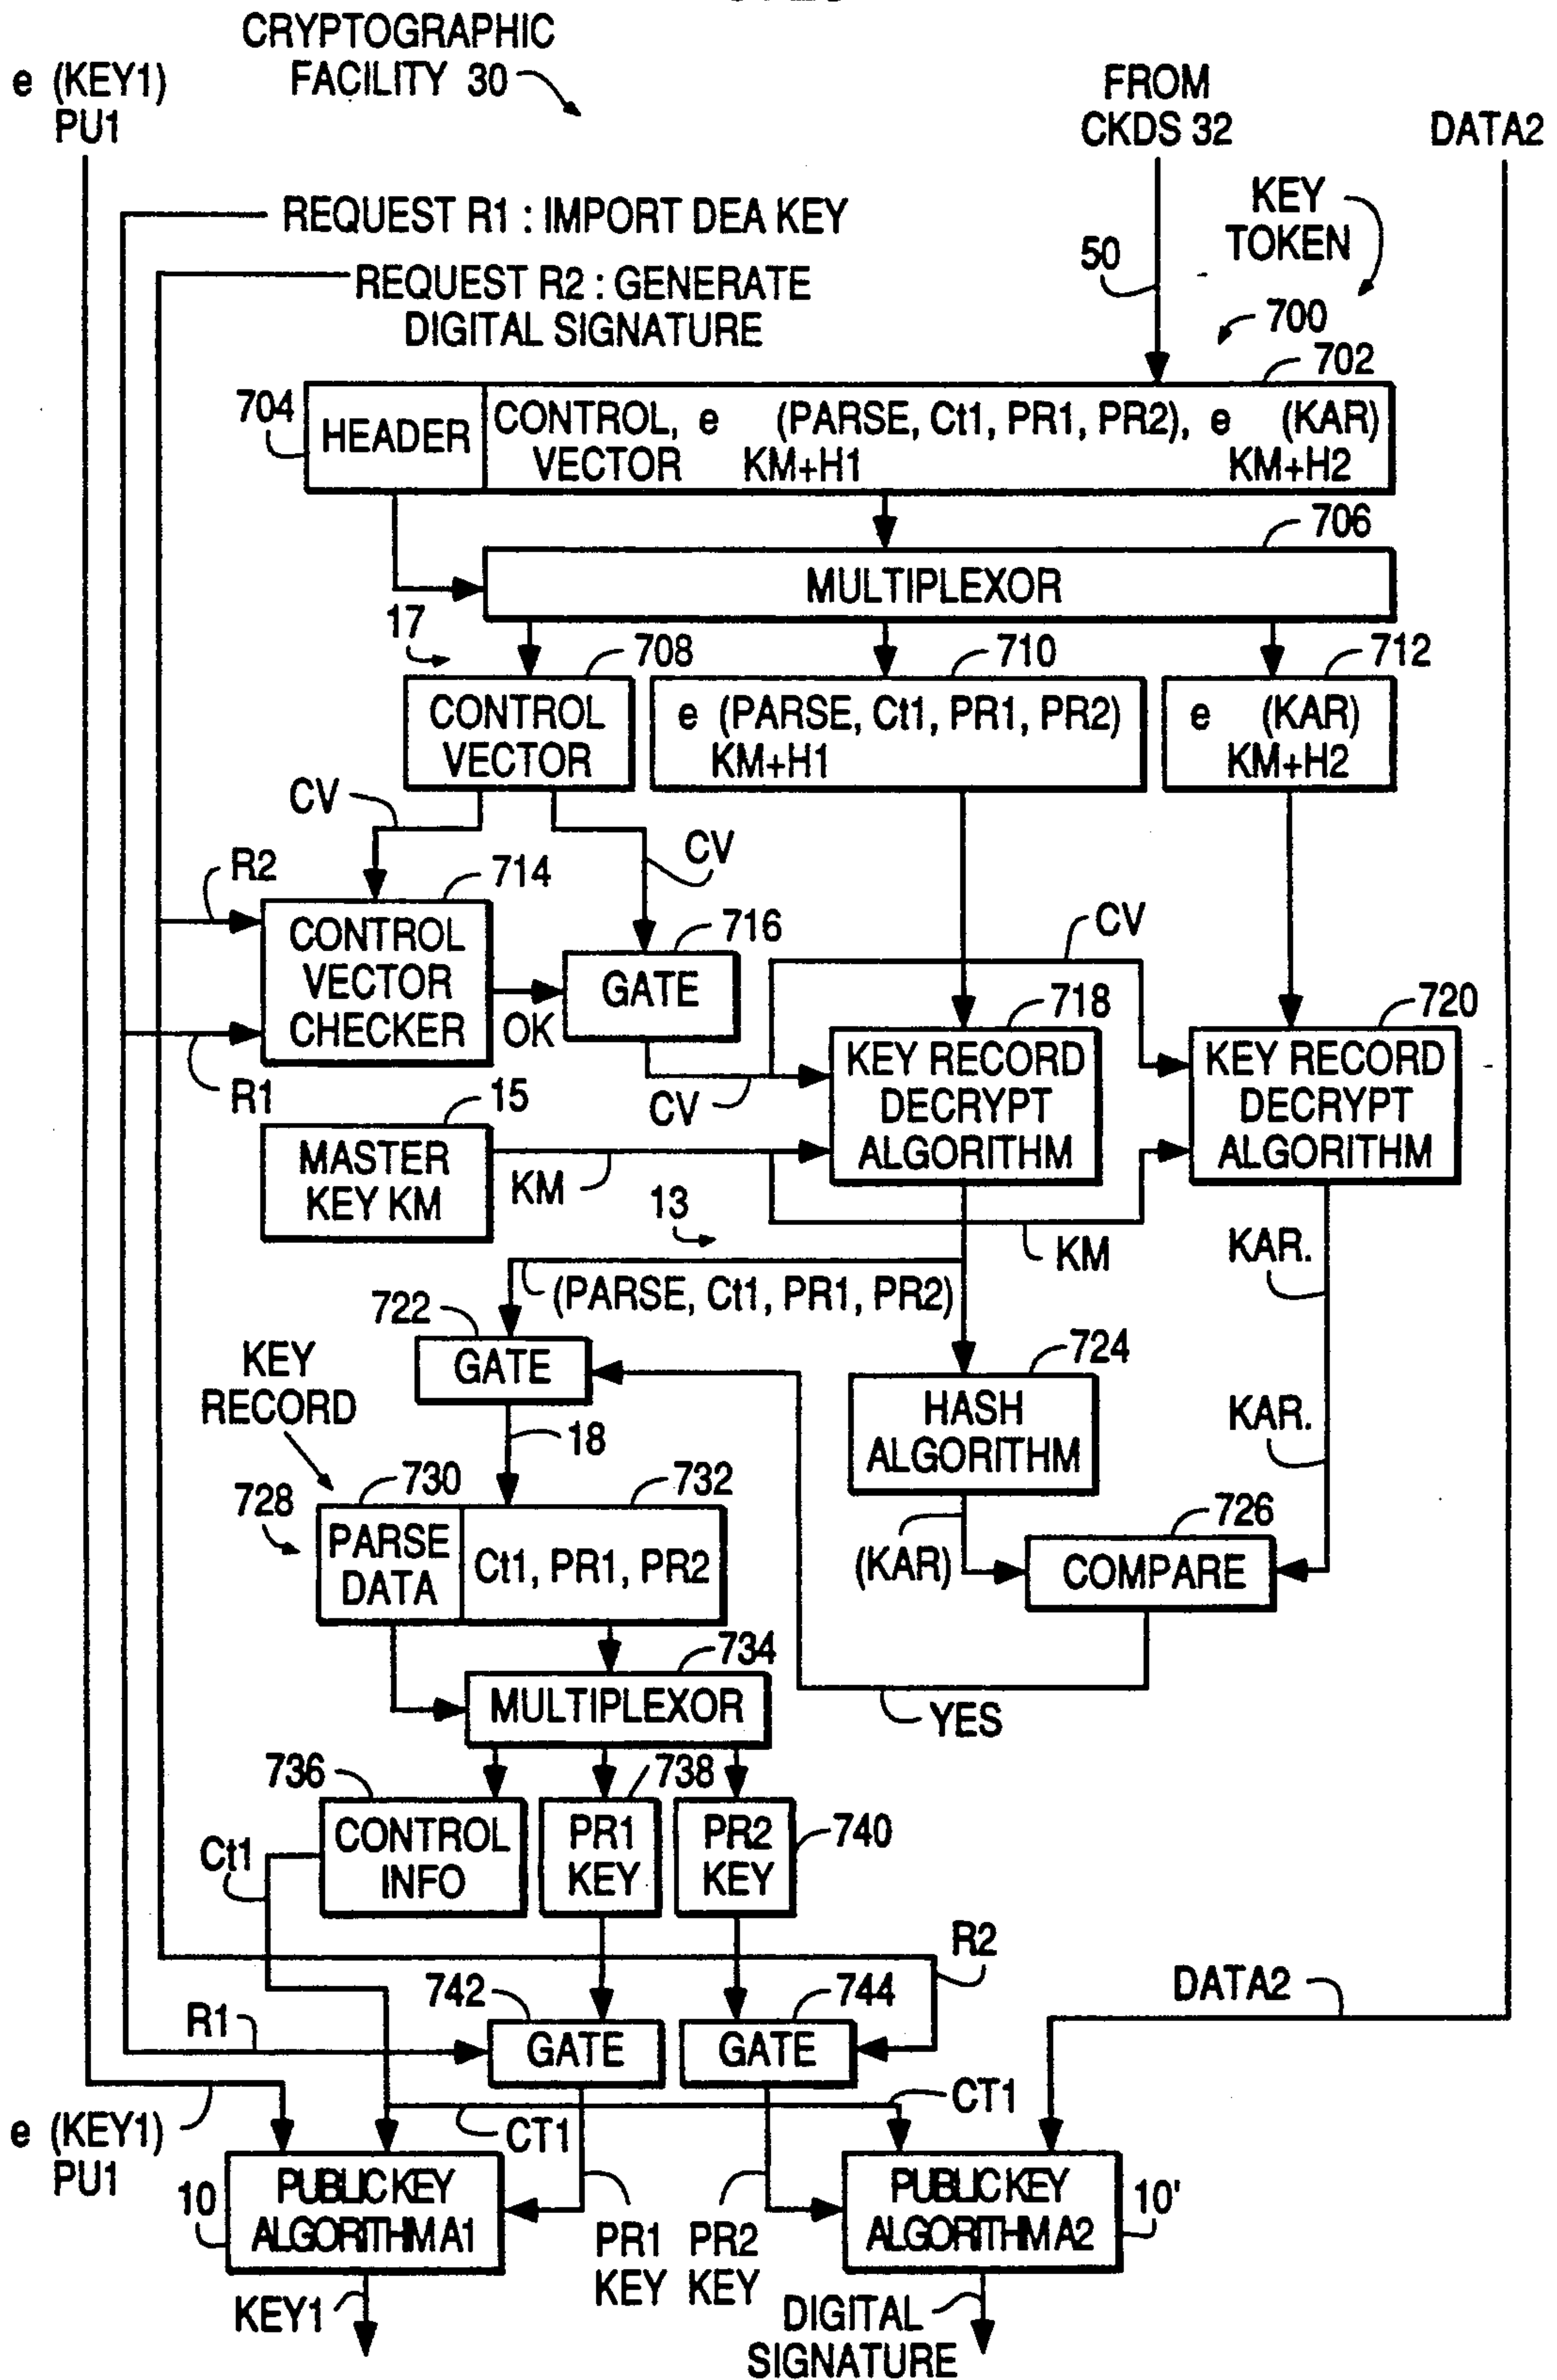 CRYPTOGRAPHIC
FACILITY 30
e (KEY1)
PU1
FROM
CKDS 32
DATA2
REQUEST R1 : IMPORT DEA KEY
KEY
TOKEN
50
REQUEST R2 : GENERATE
DIGITAL SIGNATURE
700
702
704
HEADER
CONTROL, e (PARSE, Ct1, PR1, PR2), e (KAR)
VECTOR KM+H1 KM+H2
706
MULTIPLEXOR
17
708
710
712
CONTROL
VECTOR
e (PARSE, Ct1, PR1, PR2)
KM+H1
e (KAR)
KM+H2
CV
CV
R2
714
716
CV
CONTROL
VECTOR
CHECKER
OK
GATE
718
720
KEY RECORD
DECRYPT
ALGORITHM
KEY RECORD
DECRYPT
ALGORITHM
R1
15
CV
MASTER
KEY KM
KM
13
KM
KAR.
(PARSE, Ct1, PR1, PR2)
722
GATE
724
KEY
RECORD
HASH
ALGORITHM
KAR.
18
728
730
732
726
PARSE
DATA
Ct1, PR1, PR2
(KAR)
COMPARE
734
MULTIPLEXOR
YES
736
738
CONTROL
INFO
PR1
KEY
PR2
KEY
740
Ct1
R2
742
744
DATA2
R1
GATE
GATE
CT1
CT1
e (KEY1)
PU1
10
PUBLIC KEY
ALGORITHM A1
PUBLIC KEY
ALGORITHM A2
10'
PR1
KEY
PR2
KEY
KEY1
DIGITAL
SIGNATURE